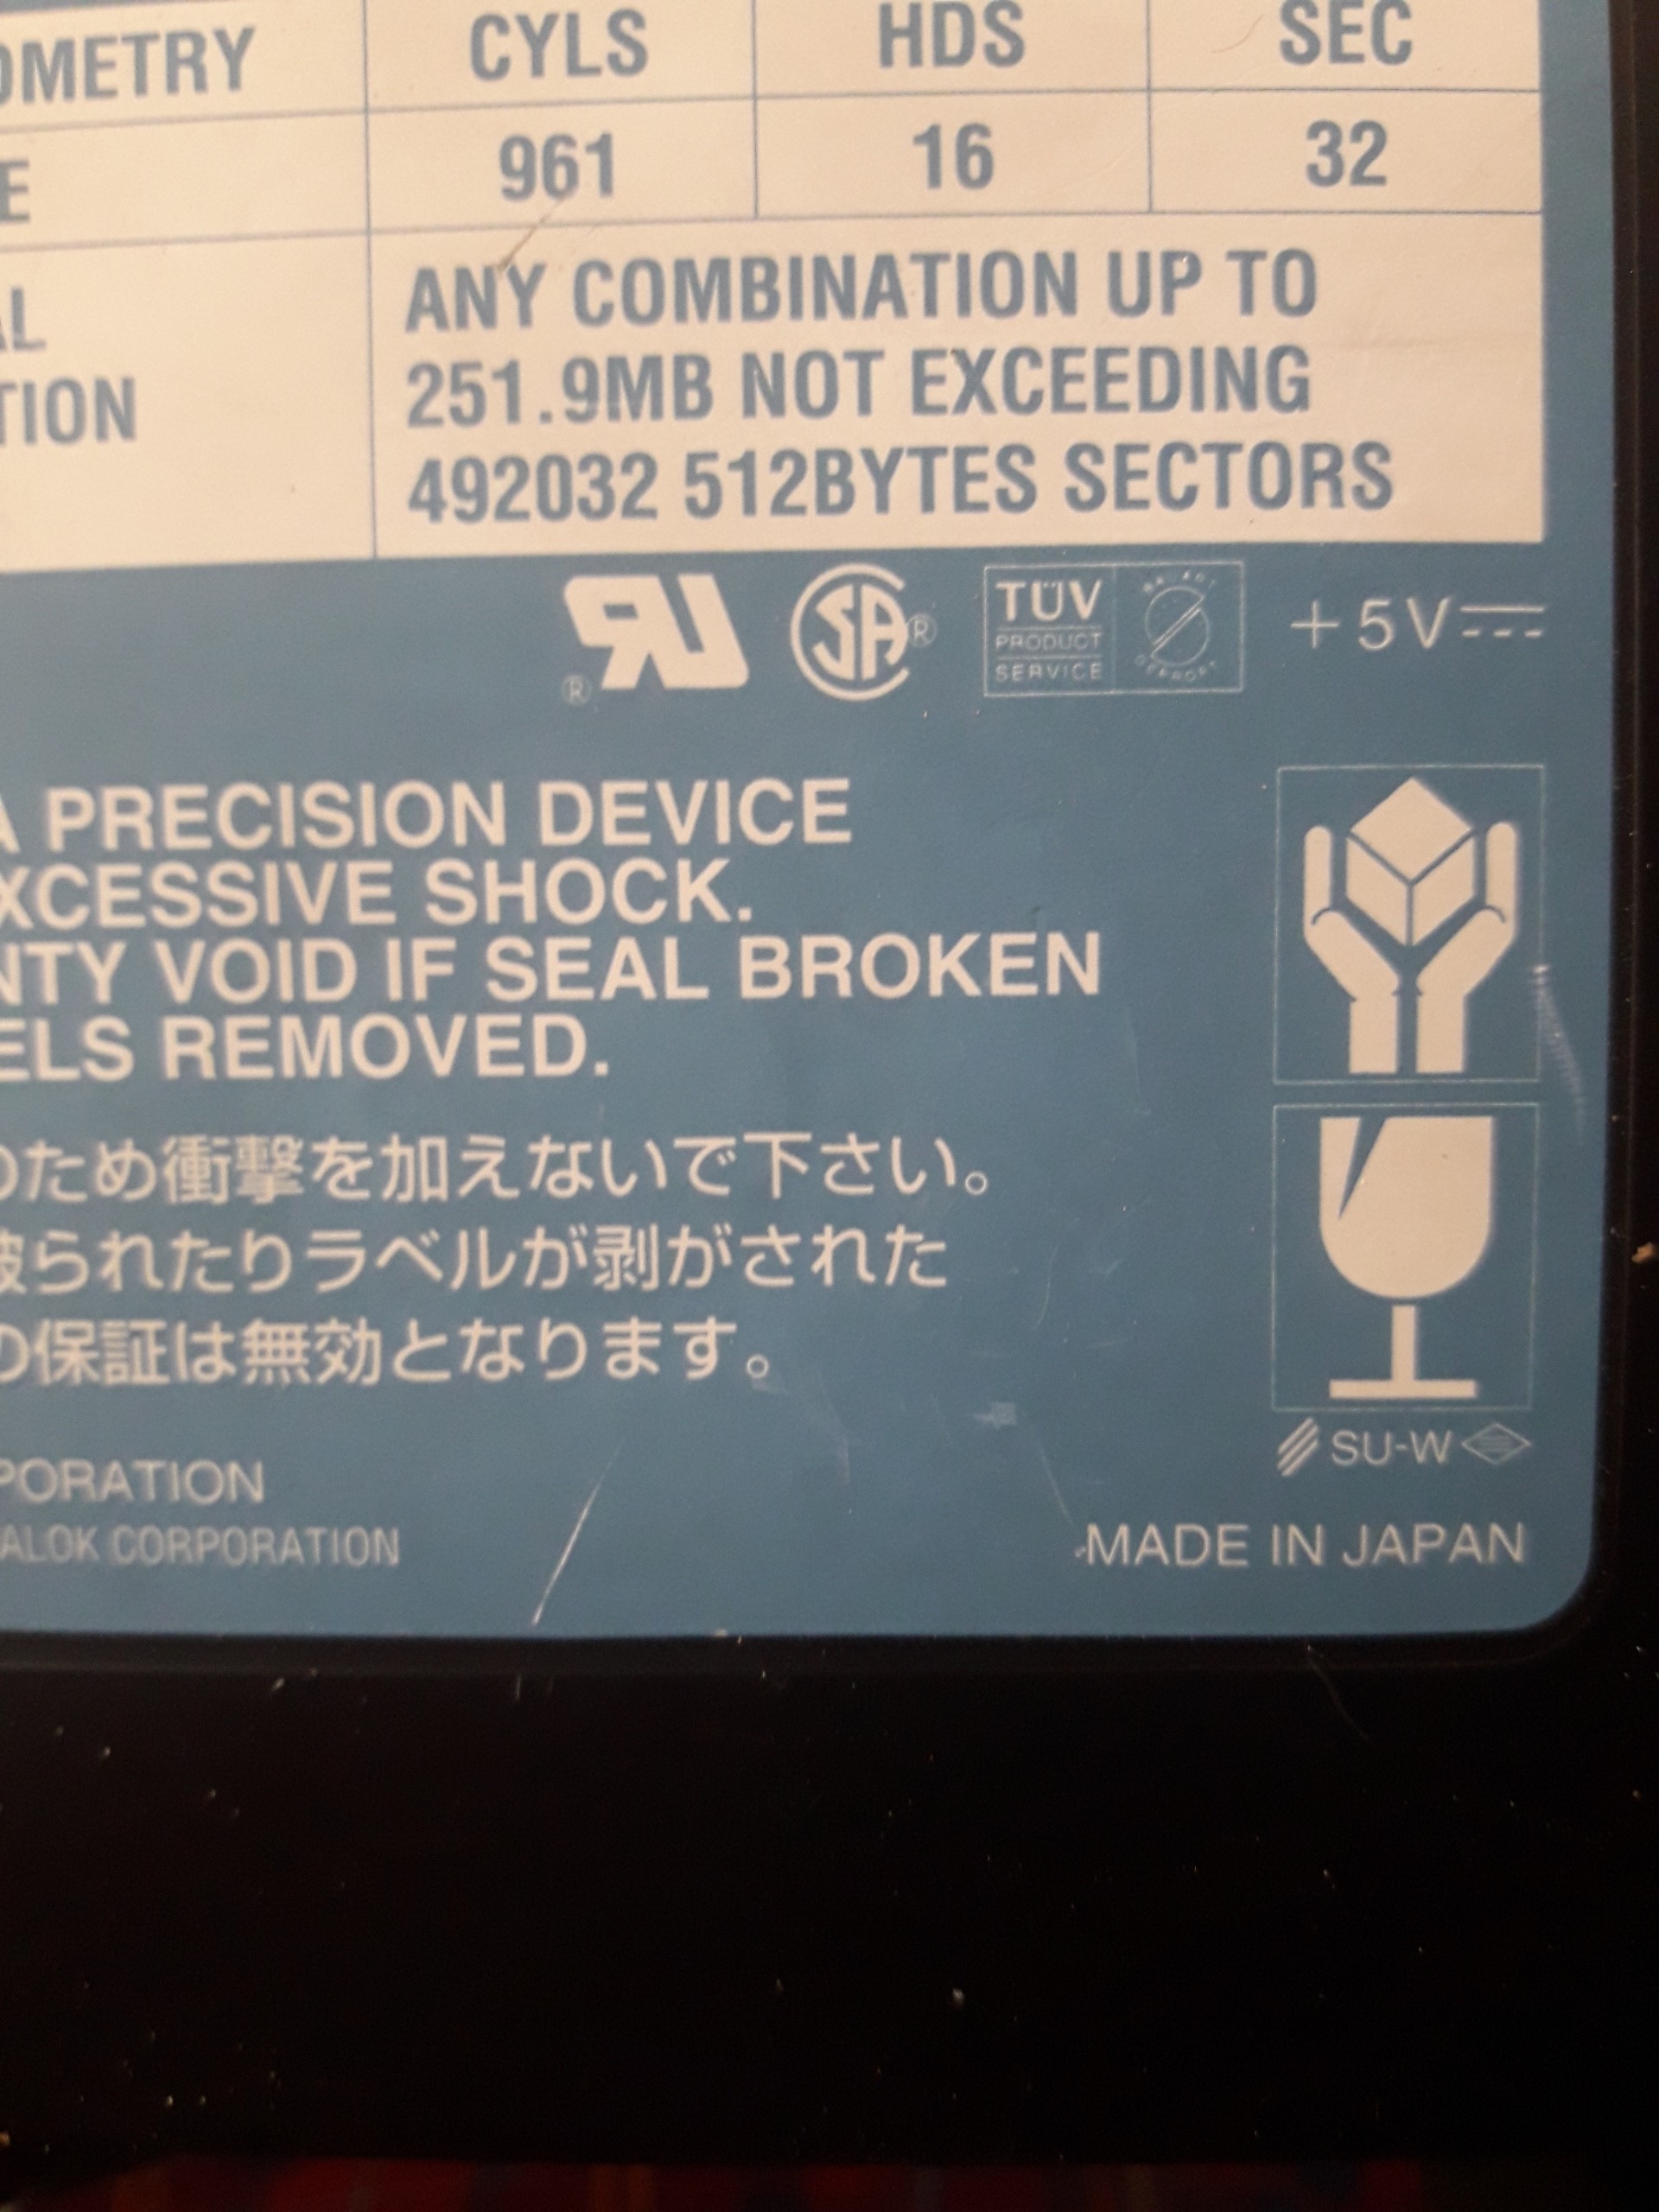 OMETRY CYLS HDS SEC
E 961 16 32
AL ANY COMBINATION UP TO
TION 251.9MB NOT EXCEEDING
492032 512BYTES SECTORS
® RU SA® TÜV PRODUCT SERVICE +5V
A PRECISION DEVICE
XCESSIVE SHOCK.
NTY VOID IF SEAL BROKEN
ELS REMOVED.
のため衝撃を加えないで下さい。
破られたりラベルが剥がされた
の保証は無効となります。
SU-W
PORATION
ALOK CORPORATION MADE IN JAPAN